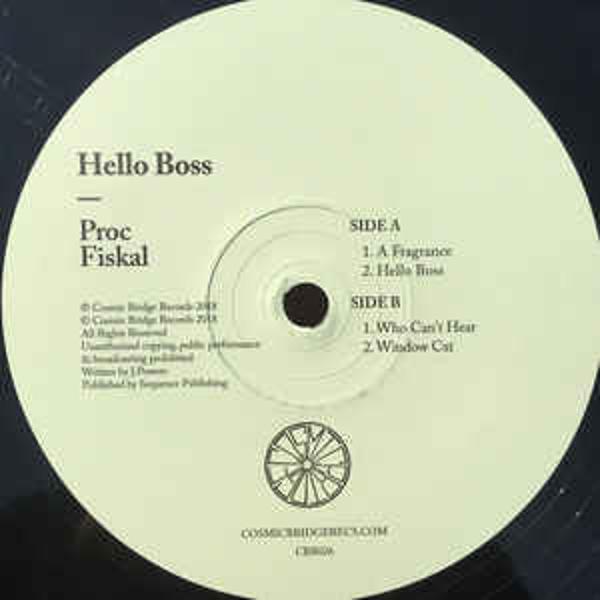 Hello Boss
—
Proc
Fiskal
℗ Cosmic Bridge Records 2018
© Cosmic Bridge Records 2018
All Rights Reserved
Unauthorised copying, public performance
& broadcasting prohibited
Written by J.Powers
Published by Sequence Publishing
SIDE A
1. A Fragrance
2. Hello Boss
SIDE B
1. Who Can't Hear
2. Window Cut
COSMICBRIDGERECS.COM